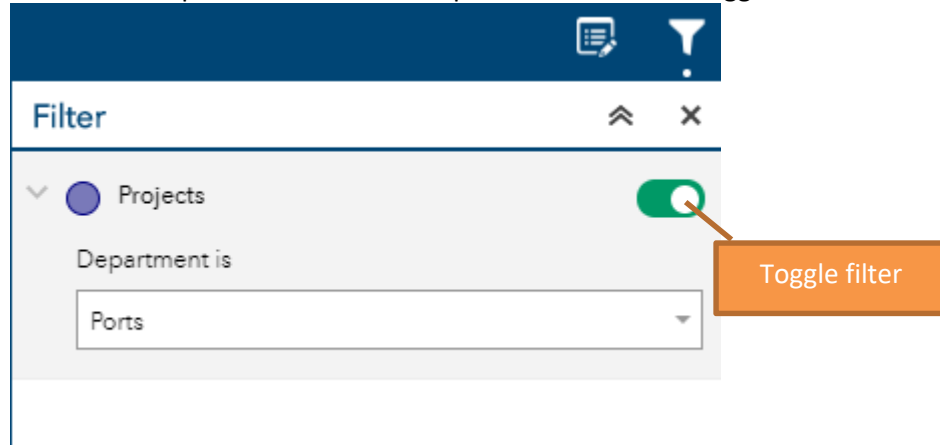 Filter
Projects
Department is
Toggle filter
Ports